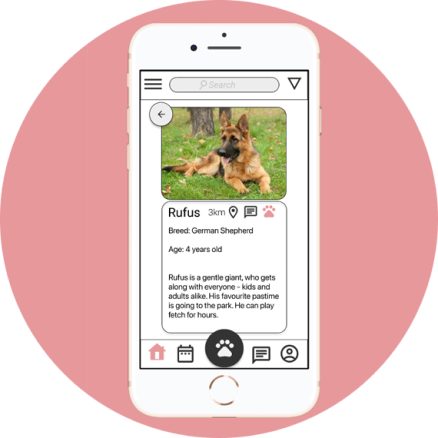 Search
Rufus 3km
Breed: German Shepherd
Age: 4 years old
Rufus is a gentle giant, who gets
along with everyone - kids and
adults alike. His favourite pastime
is going to the park. He can play
fetch for hours.